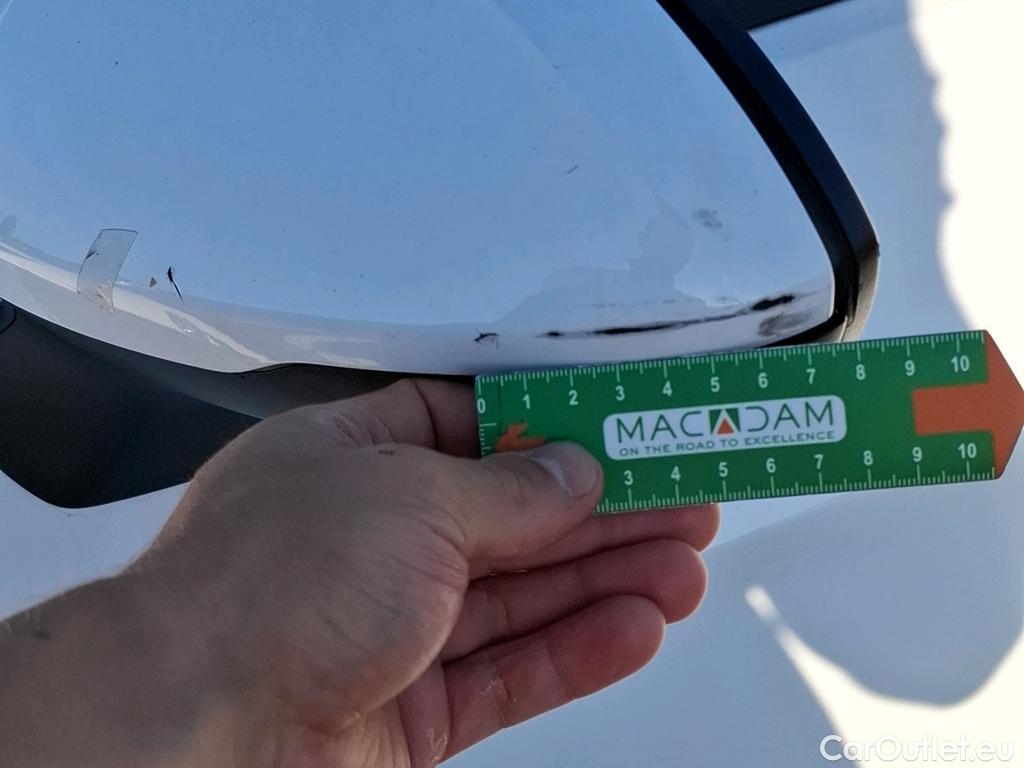 0 1 2 3 4 5 6 7 8 9 10
MACADAM
ON THE ROAD TO EXCELLENCE
3 4 5 6 7 8 9 10
CarOutlet.eu